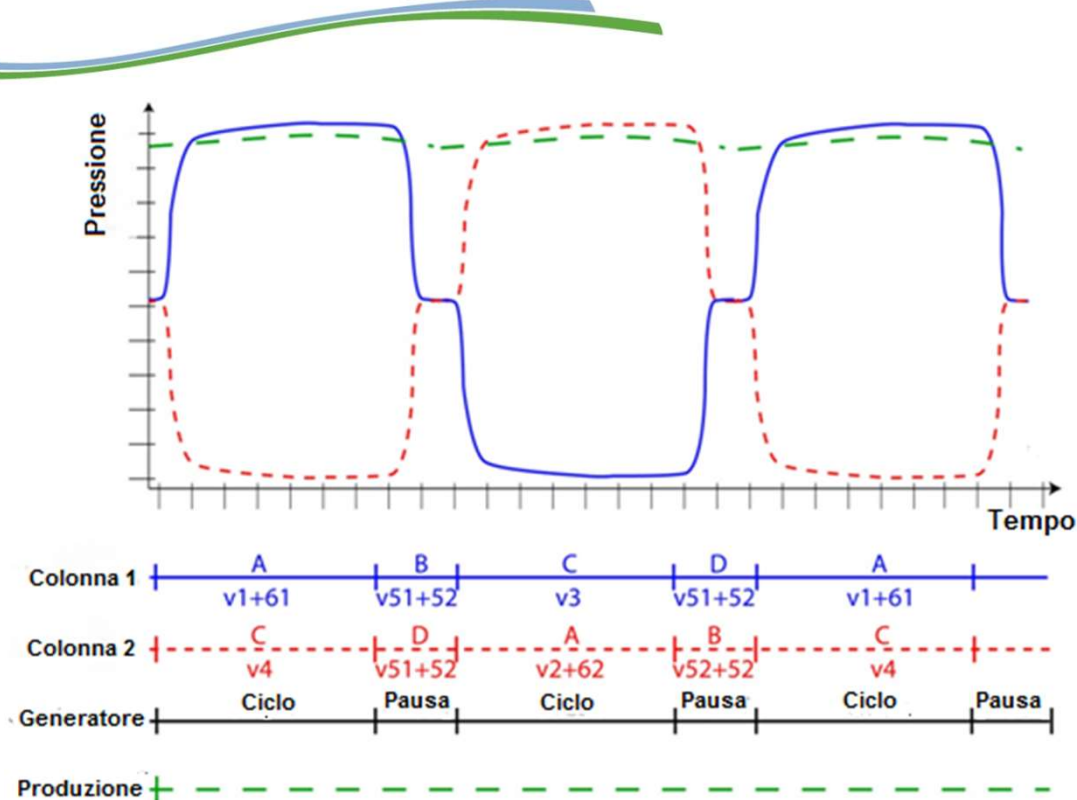 Pressione
Tempo
Colonna 1
A B C D A
v1+61 v51+52 v3 v51+52 v1+61
Colonna 2
C D A B C
v4 v51+52 v2+62 v52+52 v4
Generatore
Ciclo Pausa Ciclo Pausa Ciclo Pausa
Produzione